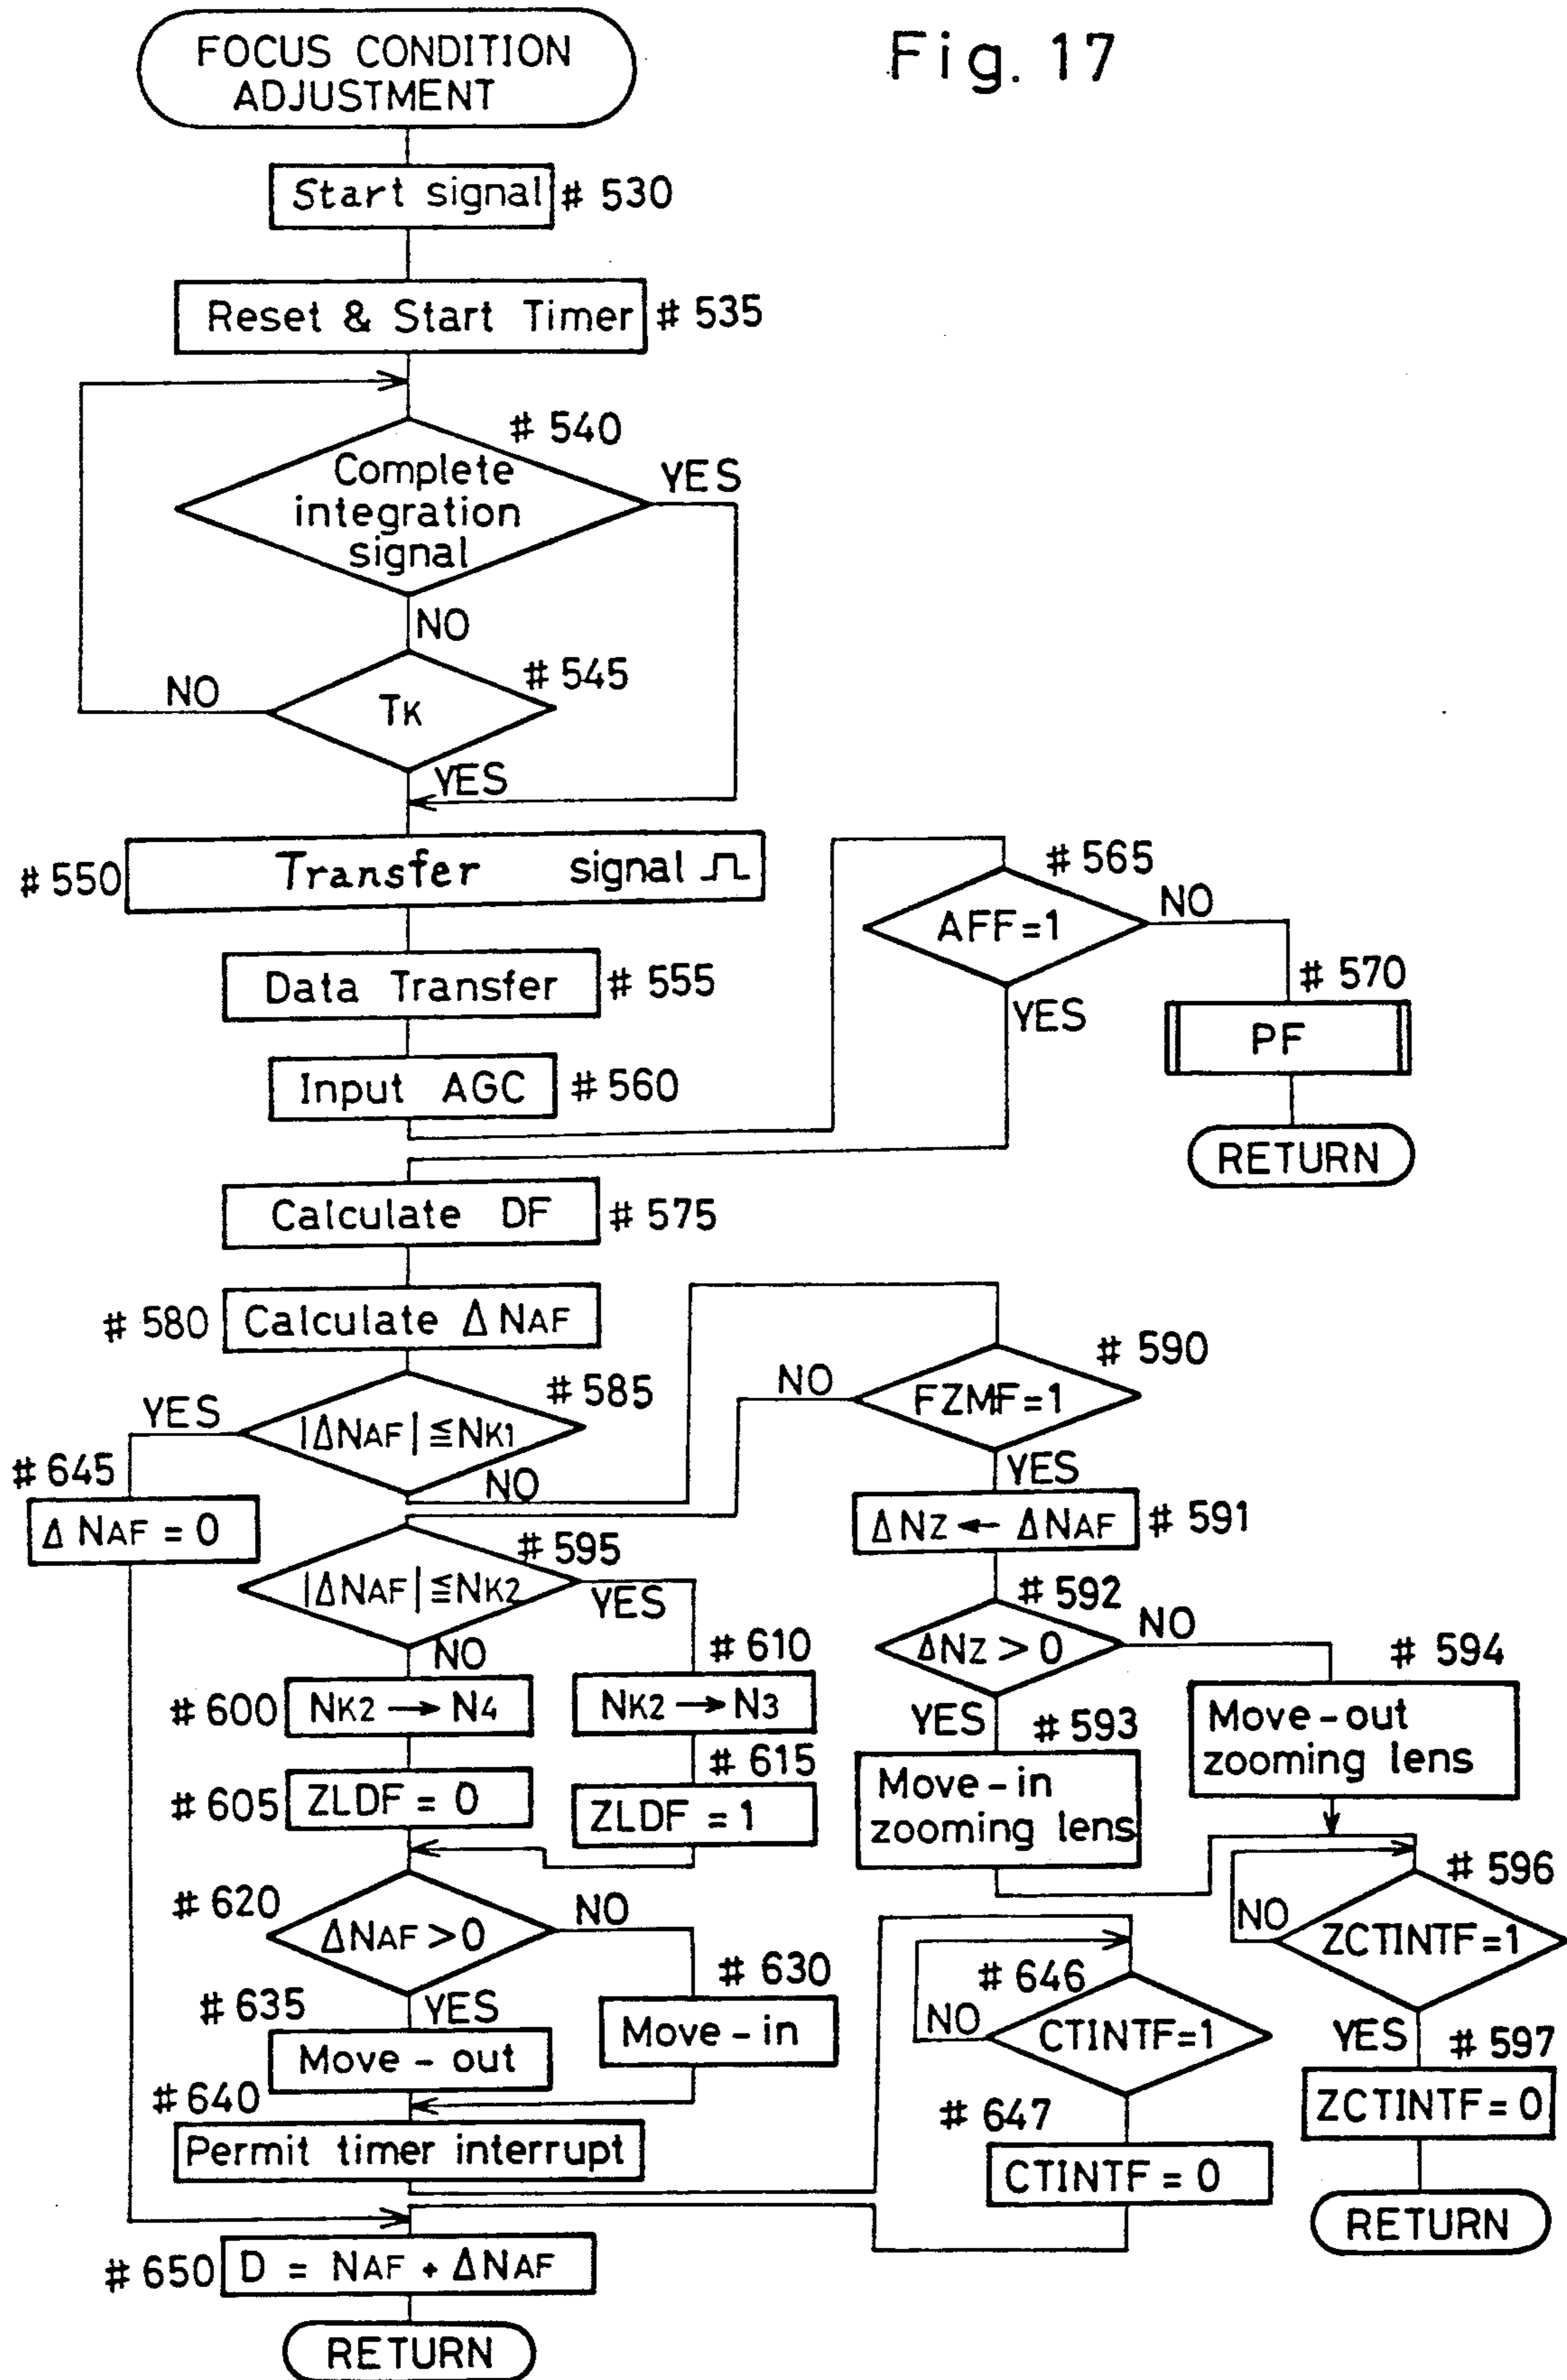 Fig. 17
FOCUS CONDITION
ADJUSTMENT
Start signal # 530
Reset & Start Timer # 535
# 540
Complete
integration
signal
YES
NO
# 545
TK
NO
YES
# 550 Transfer signal
Data Transfer # 555
Input AGC # 560
# 565
AFF=1
NO
YES
# 570
PF
RETURN
Calculate DF # 575
# 580 Calculate ΔNAF
# 585
|ΔNAF| ≦ NK1
YES
NO
# 645
ΔNAF = 0
# 590
FZMF=1
NO
YES
ΔNZ ← ΔNAF # 591
# 592
ΔNZ > 0
NO
YES
# 593
Move-in
zooming lens
# 594
Move-out
zooming lens
# 595
|ΔNAF| ≦ NK2
YES
NO
# 600 NK2 → N4
# 605 ZLDF = 0
# 610
NK2 → N3
# 615
ZLDF = 1
# 596
ZCTINTF=1
NO
YES
# 597
ZCTINTF = 0
RETURN
# 620
ΔNAF > 0
NO
YES
# 630
Move-in
# 635
Move-out
# 640
Permit timer interrupt
# 646
CTINTF=1
NO
# 647
CTINTF = 0
# 650 D = NAF + ΔNAF
RETURN